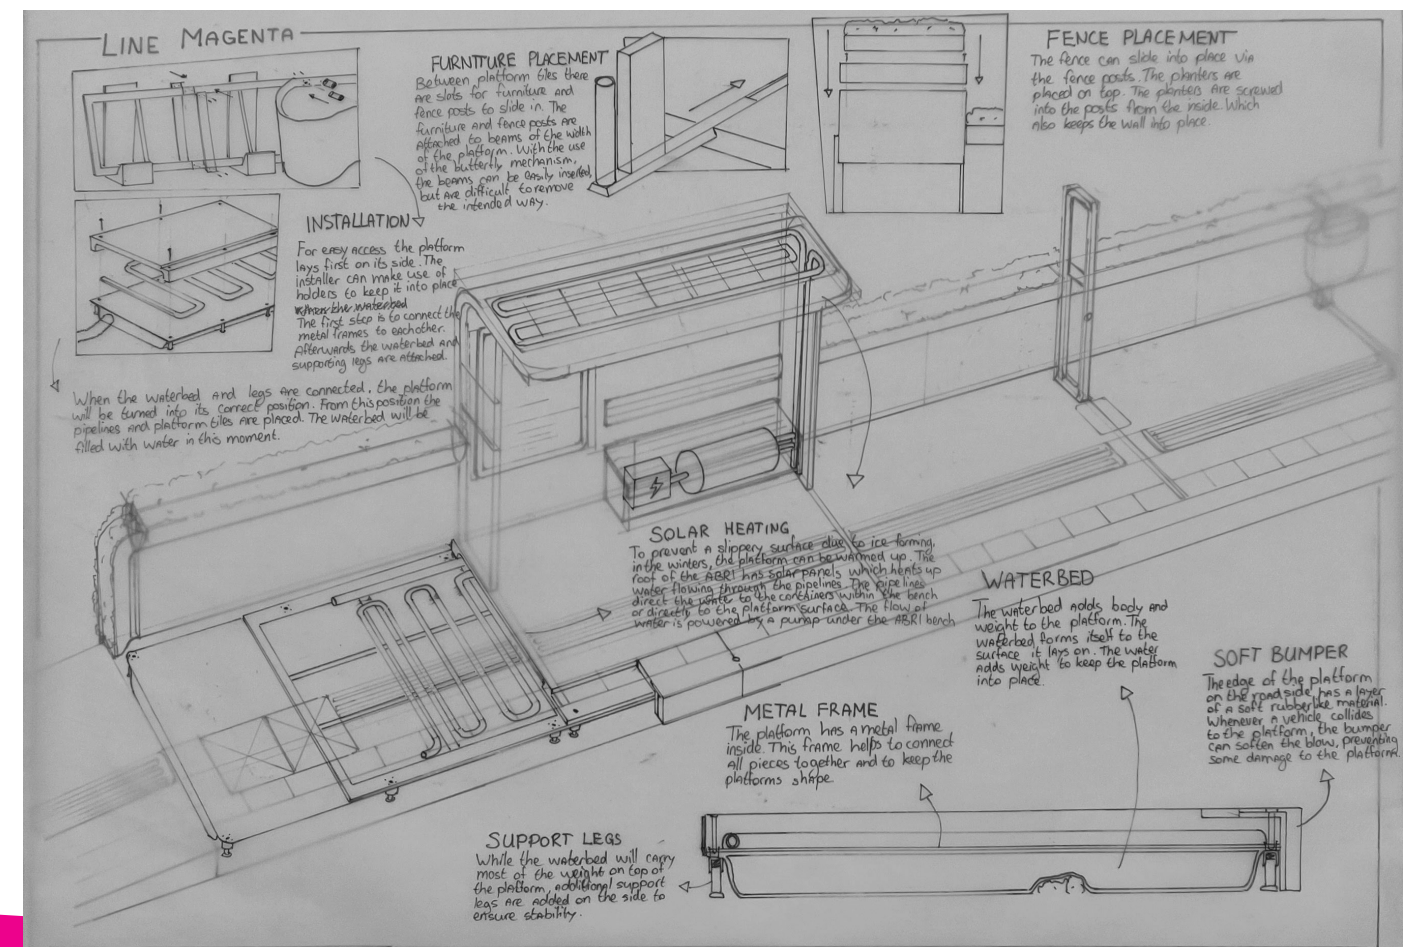 LINE MAGENTA
FURNITURE PLACEMENT
Between platform tiles there
are slots for furniture and
fence posts to slide in. The
furniture and fence posts are
attached to beams of the width
of the platform. With the use
of the butterfly mechanism,
the beams can be easily inserted,
but are difficult to remove
the intended way.
FENCE PLACEMENT
The fence can slide into place via
the fence posts. The planters are
placed on top. The planters are screwed
into the posts from the inside. Which
also keeps the wall into place.
INSTALLATION
For easy access the platform
lays first on its side. The
installer can make use of
holders to keep it into place
the waterbed
The first step is to connect the
metal frames to eachother.
Afterwards the waterbed and
supporting legs are attached.
When the waterbed and legs are connected, the platform
will be turned into its correct position. From this position the
pipelines and platform tiles are placed. The waterbed will be
filled with water in this moment.
SOLAR HEATING
To prevent a slippery surface due to ice forming,
in the winters, the platform can be warmed up. The
roof of the ABRI has solar panels which heats up
water flowing through the pipelines. The pipelines
direct the water to the containers within the bench
or directly to the platform surface. The flow of
water is powered by a pump under the ABRI bench
WATERBED
The waterbed adds body and
weight to the platform. The
waterbed forms itself to the
surface it lays on. The water
adds weight to keep the platform
into place.
SOFT BUMPER
The edge of the platform
on the roadside has a layer
of a soft rubberlike material.
Whenever a vehicle collides
to the platform, the bumper
can soften the blow, preventing
some damage to the platform.
METAL FRAME
The platform has a metal frame
inside. This frame helps to connect
all pieces together and to keep the
platforms shape.
SUPPORT LEGS
While the waterbed will carry
most of the weight on top of
the platform, additional support
legs are added on the side to
ensure stability.